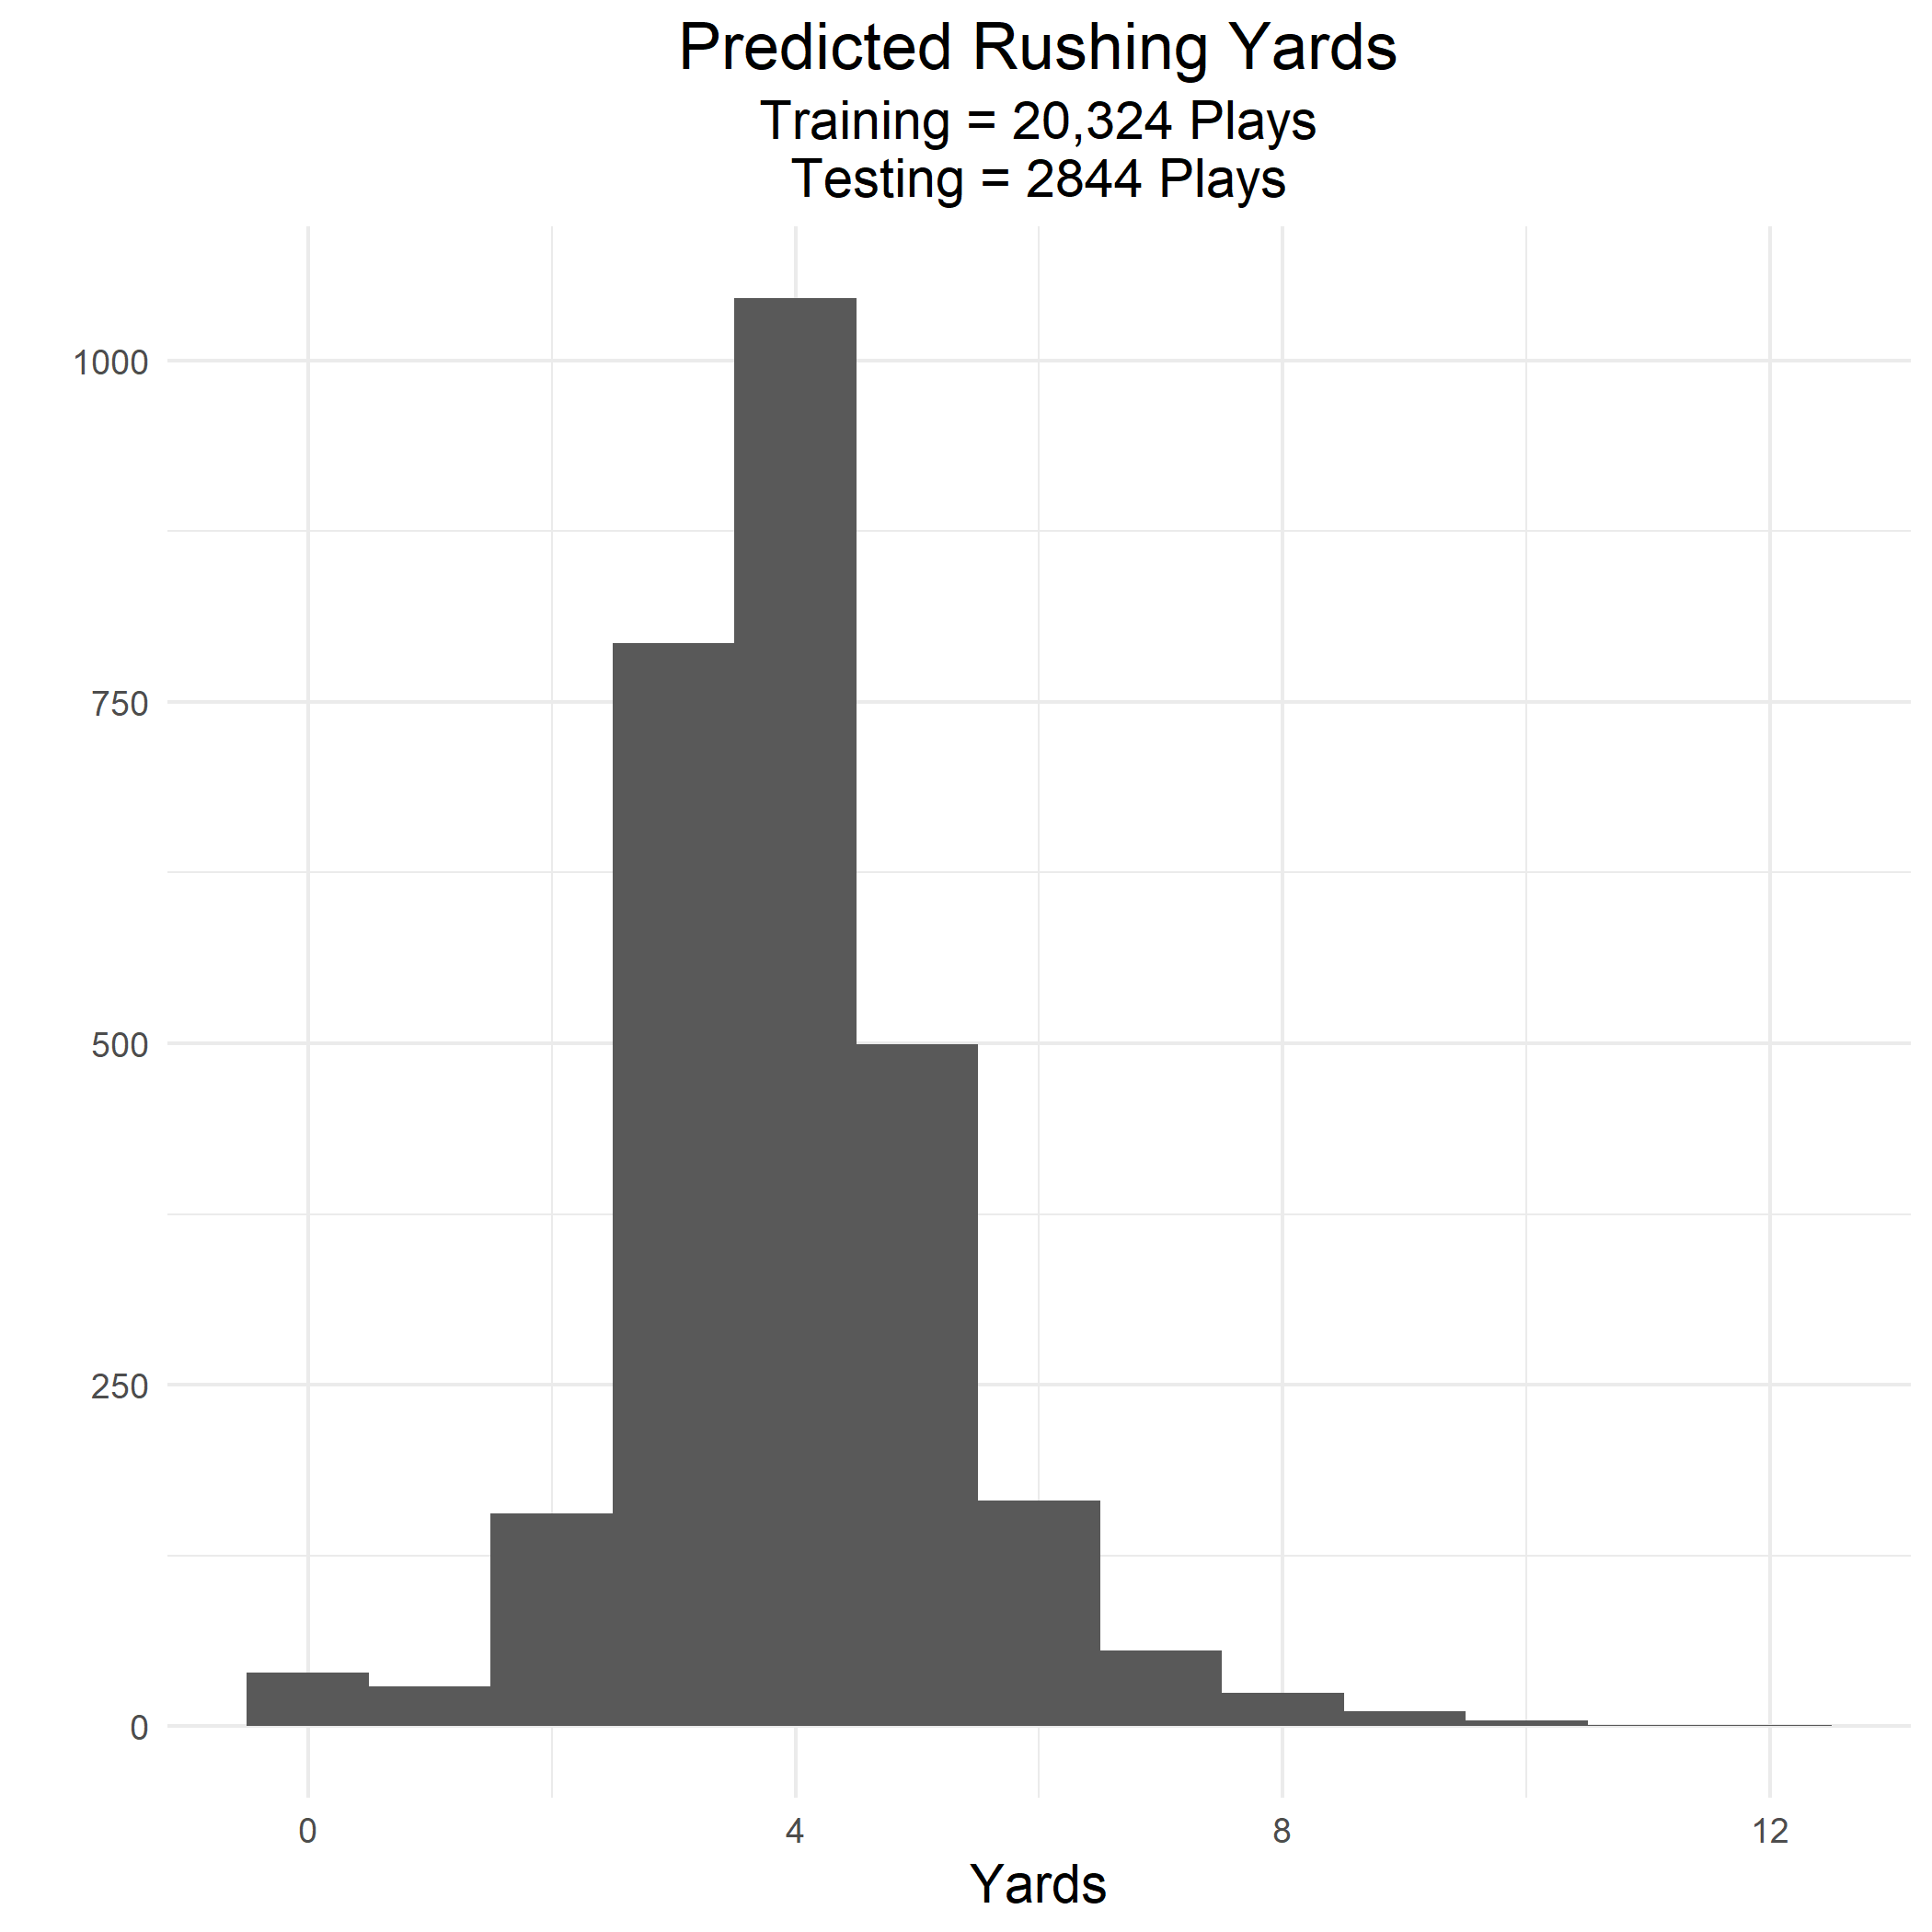 Predicted Rushing Yards
Training = 20,324 Plays
Testing = 2844 Plays
1000
750
500
250
0
0 4 8 12
Yards